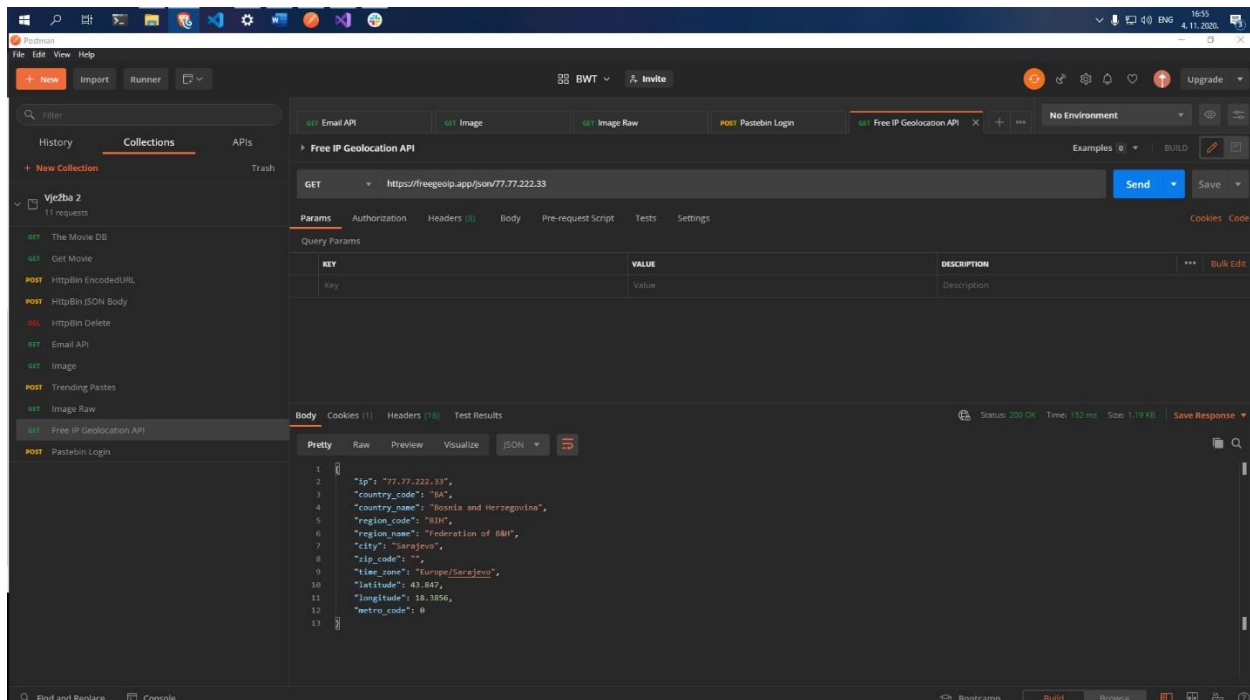 16:55
ENG
4. 11. 2020.
Postman
File Edit View Help
+ New Import Runner
BWT Invite
Upgrade
Filter
History Collections APIs
+ New Collection Trash
Vježba 2
11 requests
GET The Movie DB
GET Get Movie
POST HttpBin EncodedURL
POST HttpBin JSON Body
DEL HttpBin Delete
GET Email API
GET Image
POST Trending Pastes
GET Image Raw
GET Free IP Geolocation API
POST Pastebin Login
GET Email API GET Image GET Image Raw POST Pastebin Login GET Free IP Geolocation API X + ••• No Environment
Free IP Geolocation API Examples 0 BUILD
GET https://freegeoip.app/json/77.77.222.33 Send Save
Params Authorization Headers (9) Body Pre-request Script Tests Settings Cookies Code
Query Params
KEY VALUE DESCRIPTION ••• Bulk Edit
Key Value Description
Body Cookies (1) Headers (18) Test Results Status: 200 OK Time: 152 ms Size: 1.19 KB Save Response
Pretty Raw Preview Visualize JSON
1 {
2 "ip": "77.77.222.33",
3 "country_code": "BA",
4 "country_name": "Bosnia and Herzegovina",
5 "region_code": "BIH",
6 "region_name": "Federation of B&H",
7 "city": "Sarajevo",
8 "zip_code": "",
9 "time_zone": "Europe/Sarajevo",
10 "latitude": 43.847,
11 "longitude": 18.3856,
12 "metro_code": 0
13 }
Find and Replace Console Bootcamp Build Browse